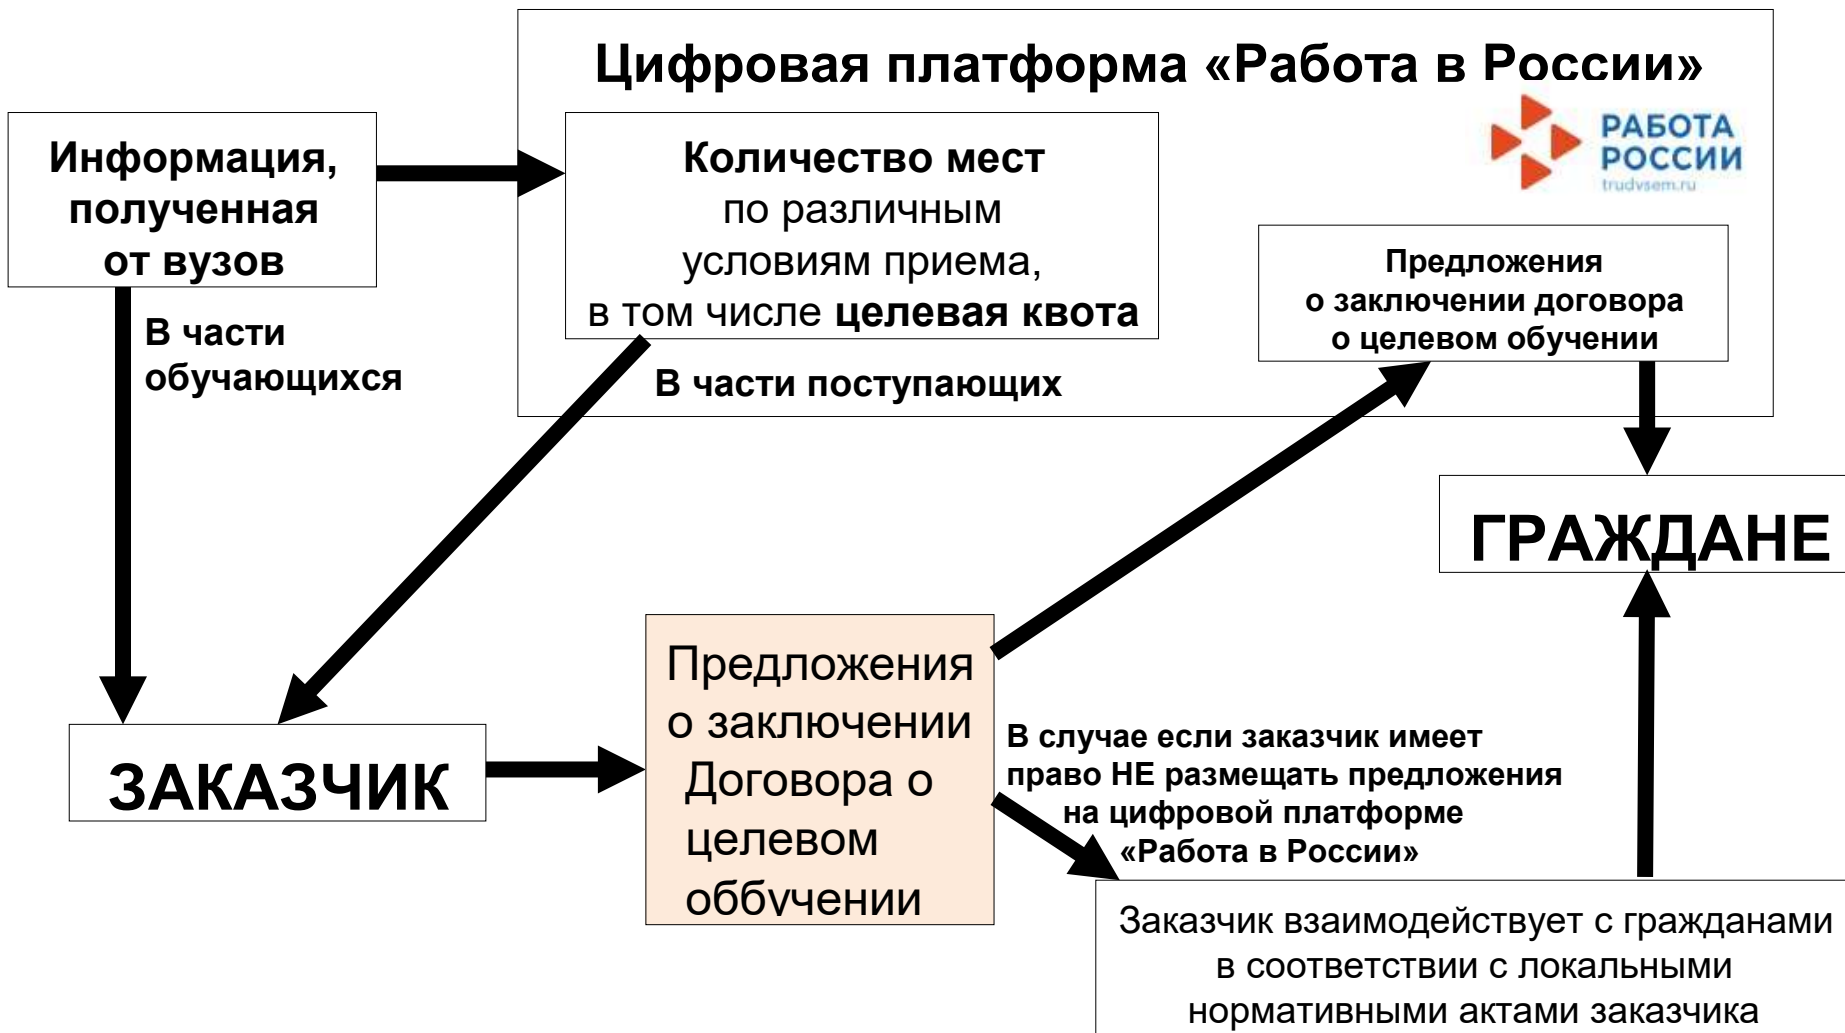 Цифровая платформа «Работа в России»
РАБОТА
РОССИИ
trudvsem.ru
Информация,
полученная
от вузов
Количество мест
по различным
условиям приема,
в том числе целевая квота
Предложения
о заключении договора
о целевом обучении
В части
обучающихся
В части поступающих
ГРАЖДАНЕ
ЗАКАЗЧИК
Предложения
о заключении
Договора о
целевом
оббучении
В случае если заказчик имеет
право НЕ размещать предложения
на цифровой платформе
«Работа в России»
Заказчик взаимодействует с гражданами
в соответствии с локальными
нормативными актами заказчика